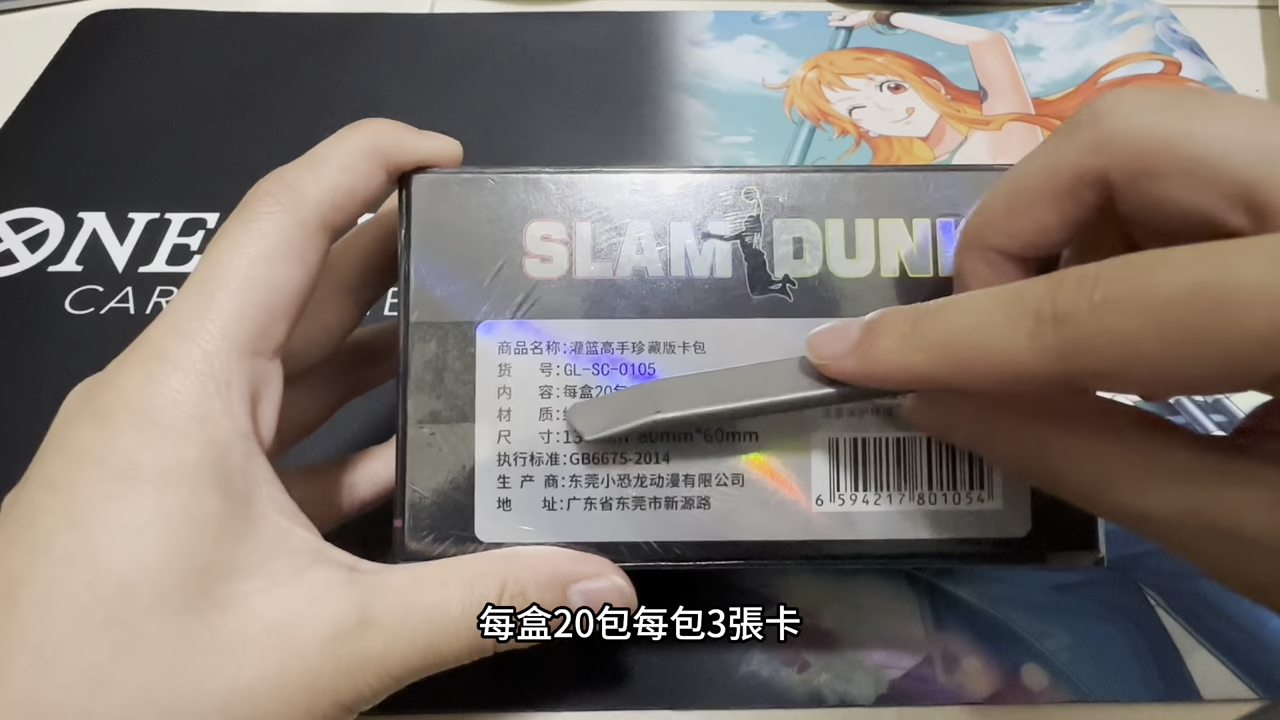 ONE
CAR
SLAM DUNK
商品名称:灌篮高手珍藏版卡包
货 号:GL-SC-0105
内 容:每盒20包
材 质:
尺 寸:13 80mm*60mm
执行标准:GB6675-2014
生 产 商:东莞小恐龙动漫有限公司
地 址:广东省东莞市新源路
6 594217 801054
每盒20包每包3張卡